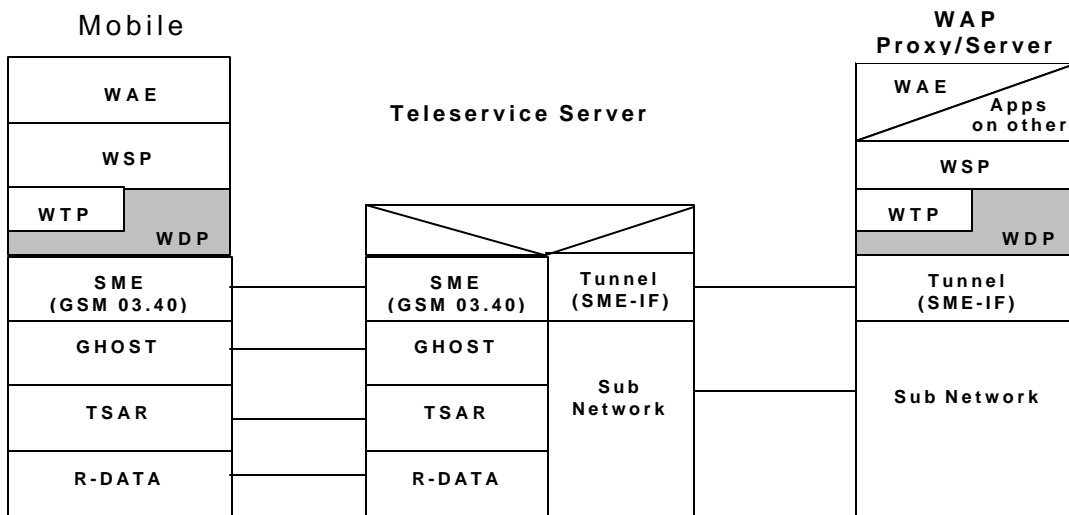 Mobile
WAE
WSP
WTP
WDP
SME
(GSM 03.40)
GHOST
TSAR
R-DATA
Teleservice Server
SME
(GSM 03.40)
GHOST
TSAR
R-DATA
Tunnel
(SME-IF)
Sub
Network
WAP
Proxy/Server
WAE
Apps
on other
WSP
WTP
WDP
Tunnel
(SME-IF)
Sub Network